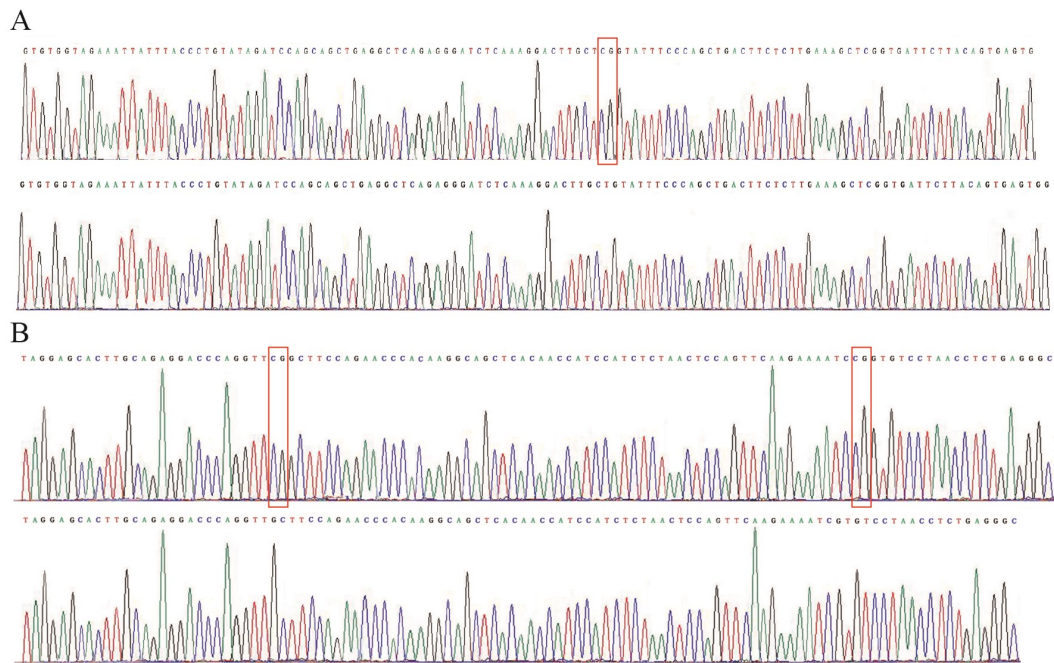 A
GTGTGGTAGAAATTATTTACCCTGTATAGATCCAGCAGCTGAGGCTCAGAGGGATCTCAAAGGACTTGCTCGGTATTTCCCAGCTGACTTCTCTTGAAAGCTCGGTGATTCTTACAGTGAGTG
GTGTGGTAGAAATTATTTACCCTGTATAGATCCAGCAGCTGAGGCTCAGAGGGATCTCAAAGGACTTGCTGTATTTCCCAGCTGACTTCTCTTGAAAGCTCGGTGATTCTTACAGTGAGTGG
B
TAGGAGCACTTGCAGAGGACCCAGGTTCGGCTTCCAGAACCCACAAGGCAGCTCACAACCATCCATCTCTAACTCCAGTTCAAGAAAATCCGGTGTCCTAACCTCTGAGGGC
TAGGAGCACTTGCAGAGGACCCAGGTTGCTTCCAGAACCCACAAGGCAGCTCACAACCATCCATCTCTAACTCCAGTTCAAGAAAATCGTGTCCTAACCTCTGAGGGC